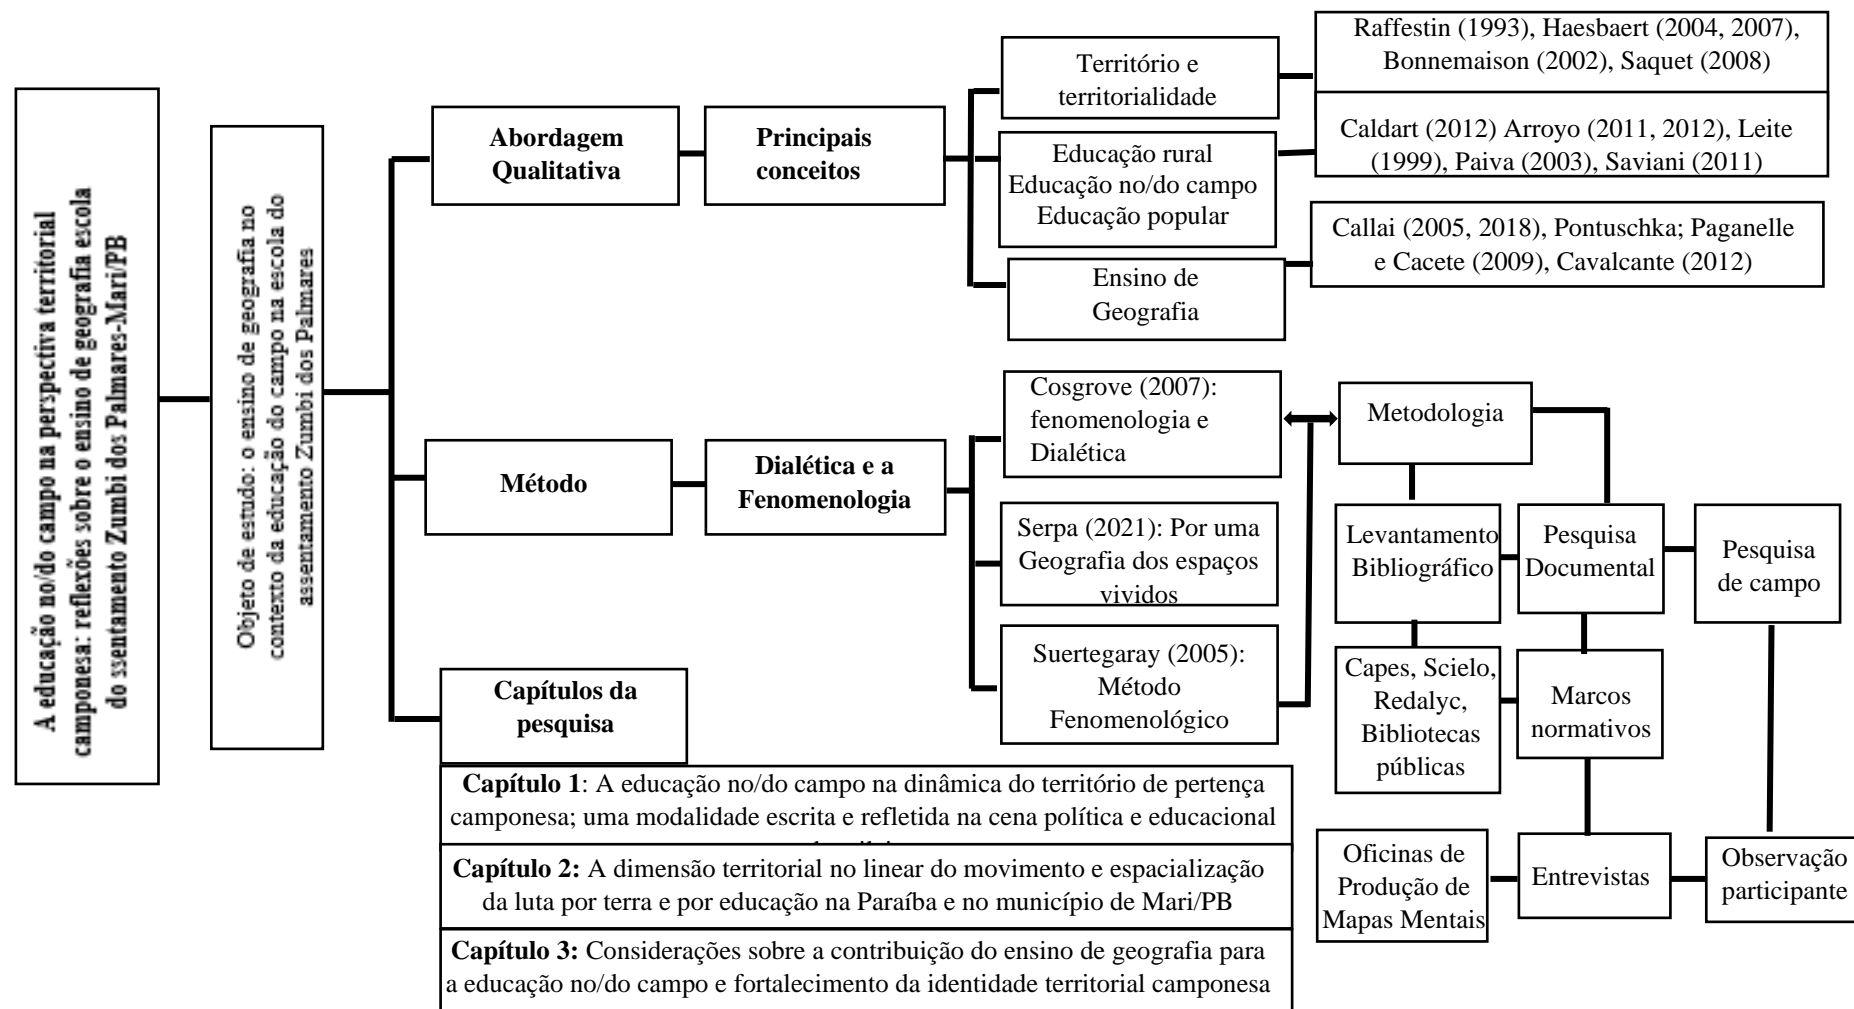 A educação no/do campo na perspectiva territorial
camponesa: reflexões sobre o ensino de geografia escola
do ssentamento Zumbi dos Palmares-Mari/PB
Objeto de estudo: o ensino de geografia no
contexto da educação do campo na escola do
assentamento Zumbi dos Palmares
Abordagem
Qualitativa
Principais
conceitos
Território e
territorialidade
Raffestin (1993), Haesbaert (2004, 2007),
Bonnemaison (2002), Saquet (2008)
Educação rural
Educação no/do campo
Educação popular
Caldart (2012) Arroyo (2011, 2012), Leite
(1999), Paiva (2003), Saviani (2011)
Ensino de
Geografia
Callai (2005, 2018), Pontuschka; Paganelle
e Cacete (2009), Cavalcante (2012)
Método
Dialética e a
Fenomenologia
Cosgrove (2007):
fenomenologia e
Dialética
Serpa (2021): Por uma
Geografia dos espaços
vividos
Suertegaray (2005):
Método
Fenomenológico
Metodologia
Levantamento
Bibliográfico
Pesquisa
Documental
Pesquisa
de campo
Capes, Scielo,
Redalyc,
Bibliotecas
públicas
Marcos
normativos
Oficinas de
Produção de
Mapas Mentais
Entrevistas
Observação
participante
Capítulos da
pesquisa
Capítulo 1: A educação no/do campo na dinâmica do território de pertença
camponesa; uma modalidade escrita e refletida na cena política e educacional
Capítulo 2: A dimensão territorial no linear do movimento e espacialização
da luta por terra e por educação na Paraíba e no município de Mari/PB
Capítulo 3: Considerações sobre a contribuição do ensino de geografia para
a educação no/do campo e fortalecimento da identidade territorial camponesa